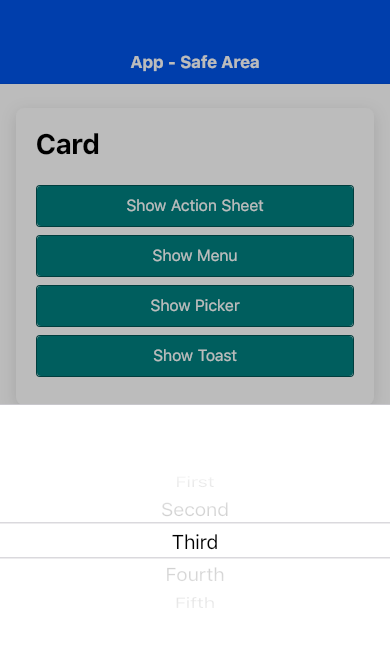 App - Safe Area
Card
Show Action Sheet
Show Menu
Show Picker
Show Toast
First
Second
Third
Fourth
Fifth